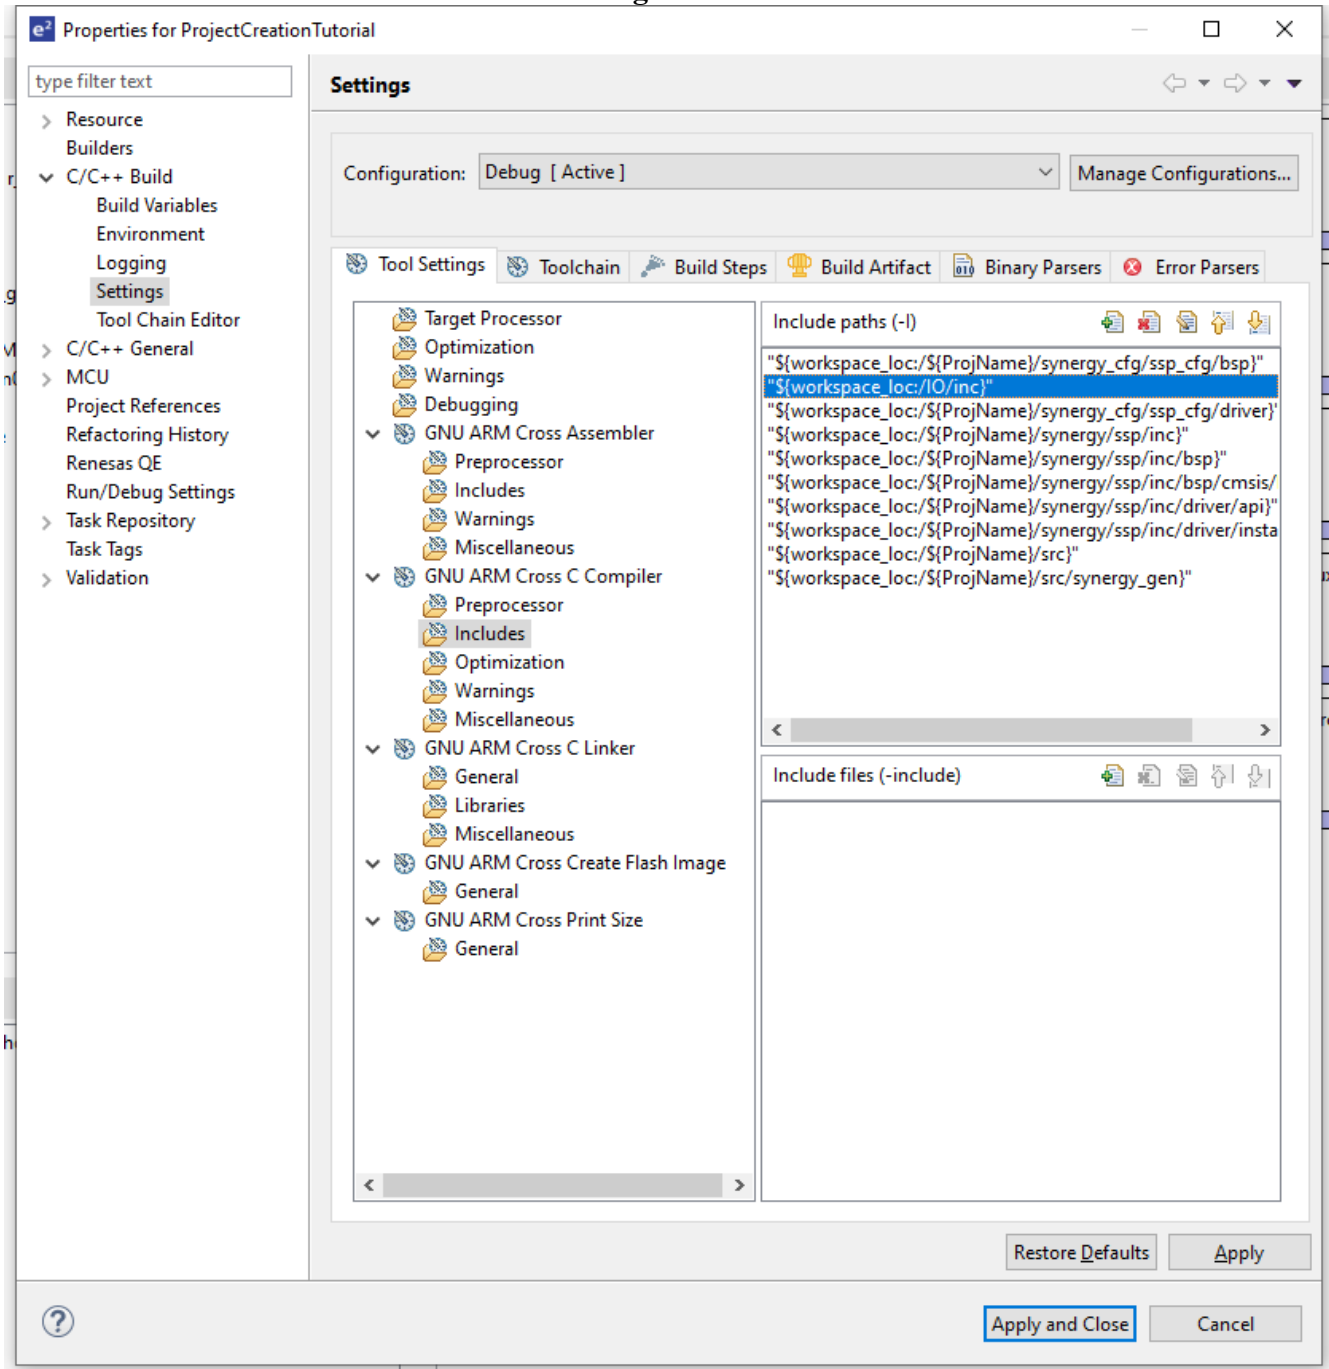 e² Properties for ProjectCreationTutorial
type filter text
Resource
Builders
C/C++ Build
Build Variables
Environment
Logging
Settings
Tool Chain Editor
C/C++ General
MCU
Project References
Refactoring History
Renesas QE
Run/Debug Settings
Task Repository
Task Tags
Validation
Settings
Configuration: Debug [ Active ] Manage Configurations...
Tool Settings Toolchain Build Steps Build Artifact Binary Parsers Error Parsers
Target Processor
Optimization
Warnings
Debugging
GNU ARM Cross Assembler
Preprocessor
Includes
Warnings
Miscellaneous
GNU ARM Cross C Compiler
Preprocessor
Includes
Optimization
Warnings
Miscellaneous
GNU ARM Cross C Linker
General
Libraries
Miscellaneous
GNU ARM Cross Create Flash Image
General
GNU ARM Cross Print Size
General
Include paths (-I)
"${workspace_loc:/${ProjName}/synergy_cfg/ssp_cfg/bsp}"
"${workspace_loc:/IO/inc}"
"${workspace_loc:/${ProjName}/synergy_cfg/ssp_cfg/driver}"
"${workspace_loc:/${ProjName}/synergy/ssp/inc}"
"${workspace_loc:/${ProjName}/synergy/ssp/inc/bsp}"
"${workspace_loc:/${ProjName}/synergy/ssp/inc/bsp/cmsis/
"${workspace_loc:/${ProjName}/synergy/ssp/inc/driver/api}"
"${workspace_loc:/${ProjName}/synergy/ssp/inc/driver/insta
"${workspace_loc:/${ProjName}/src}"
"${workspace_loc:/${ProjName}/src/synergy_gen}"
Include files (-include)
Restore Defaults Apply
Apply and Close Cancel